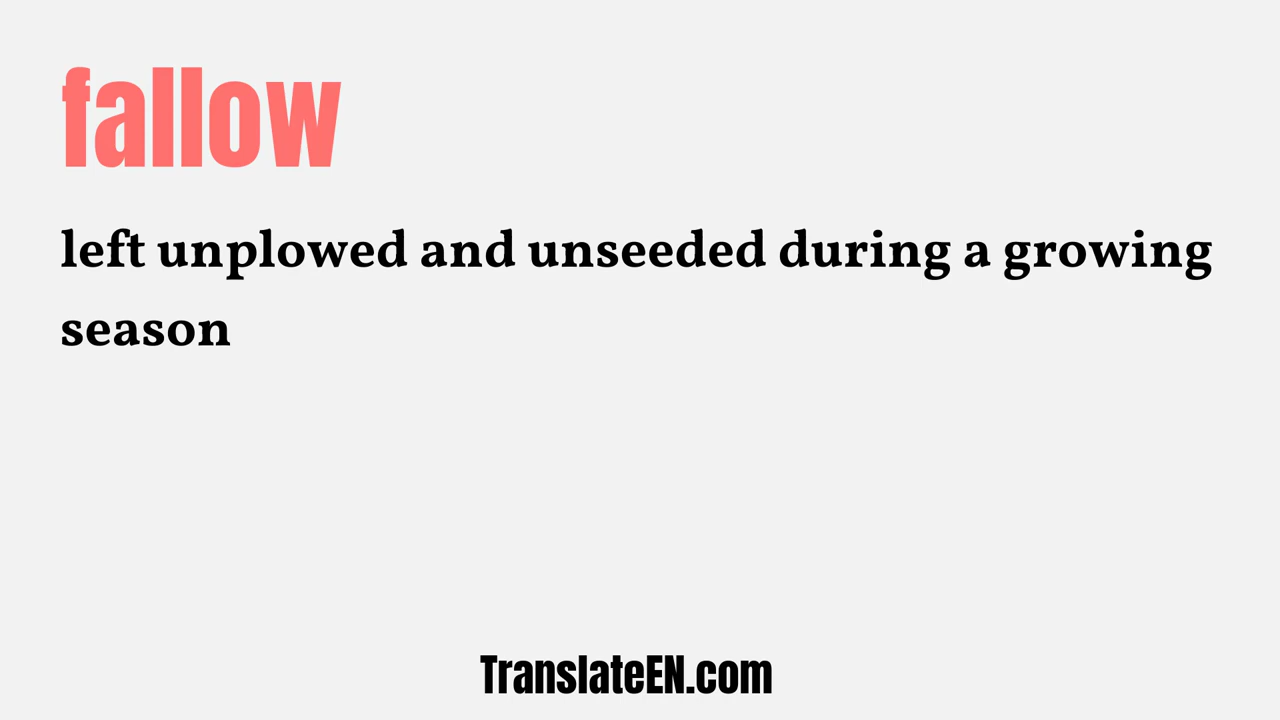 fallow
left unplowed and unseeded during a growing
season
TranslateEN.com